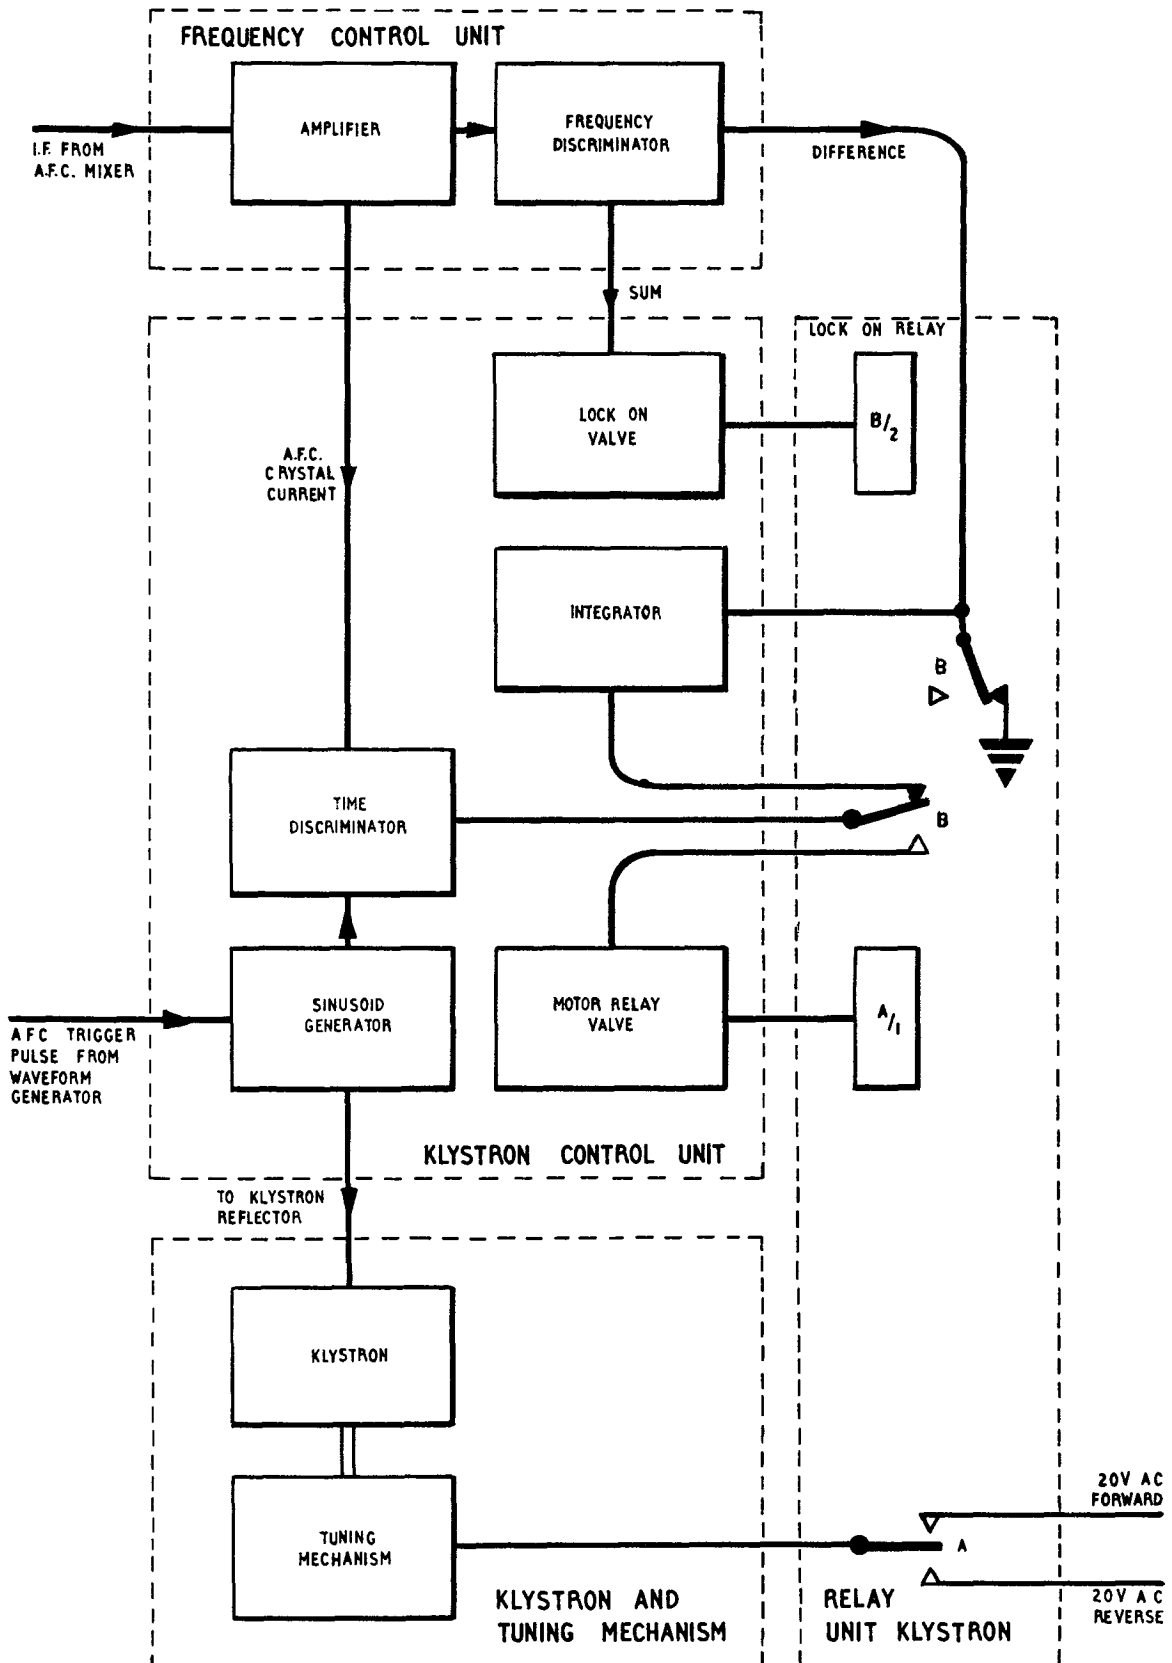 FREQUENCY CONTROL UNIT
AMPLIFIER
FREQUENCY
DISCRIMINATOR
I.F. FROM
A.F.C. MIXER
DIFFERENCE
SUM
LOCK ON RELAY
LOCK ON
VALVE
B/2
A.F.C.
CRYSTAL
CURRENT
INTEGRATOR
B
TIME
DISCRIMINATOR
B
SINUSOID
GENERATOR
MOTOR RELAY
VALVE
A/1
AFC TRIGGER
PULSE FROM
WAVEFORM
GENERATOR
KLYSTRON CONTROL UNIT
TO KLYSTRON
REFLECTOR
KLYSTRON
20V AC
FORWARD
TUNING
MECHANISM
A
20V AC
REVERSE
KLYSTRON AND
TUNING MECHANISM
RELAY
UNIT KLYSTRON